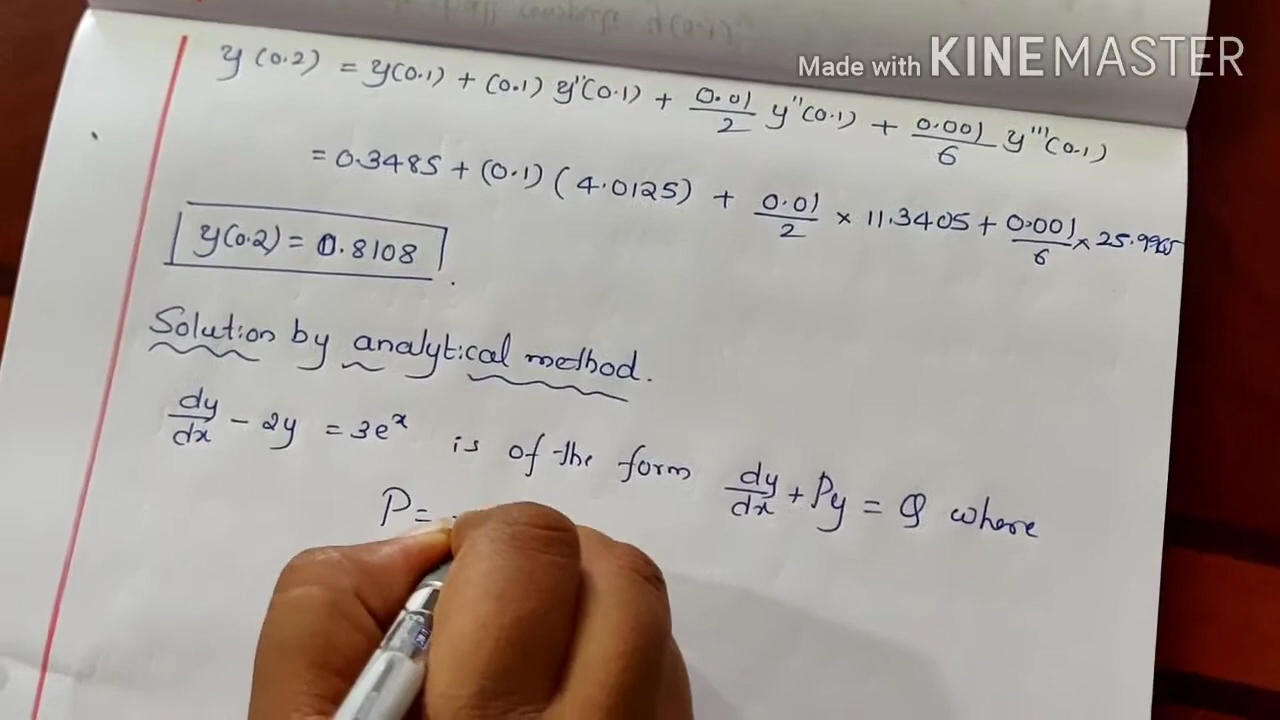 Made with KINEMASTER
y(0.2) = y(0.1) + (0.1) y'(0.1) + 0.01/2 y''(0.1) + 0.001/6 y'''(0.1)
= 0.3485 + (0.1) (4.0125) + 0.01/2 × 11.3405 + 0.001/6 ×
y(0.2) = 0.8108 .
Solution by analytical method.
dy/dx - 2y = 3e^x is of the form dy/dx + Py = Q where
P =